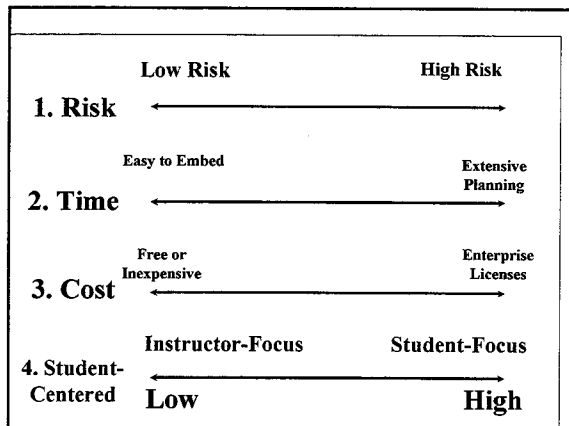 Low Risk High Risk
1. Risk
Easy to Embed Extensive
Planning
2. Time
Free or Enterprise
Inexpensive Licenses
3. Cost
Instructor-Focus Student-Focus
4. Student-
Centered
Low High